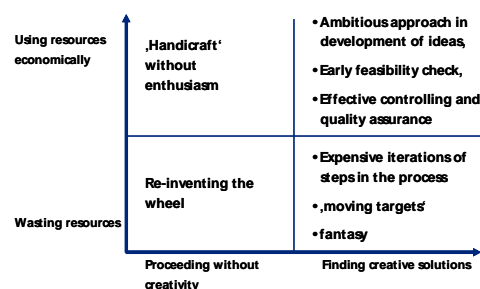 Using resources
economically
‚Handicraft‘
without
enthusiasm
• Ambitious approach in
development of ideas,
• Early feasibility check,
• Effective controlling and
quality assurance
Wasting resources
Re-inventing the
wheel
• Expensive iterations of
steps in the process
• ‚moving targets‘
• fantasy
Proceeding without
creativity
Finding creative solutions